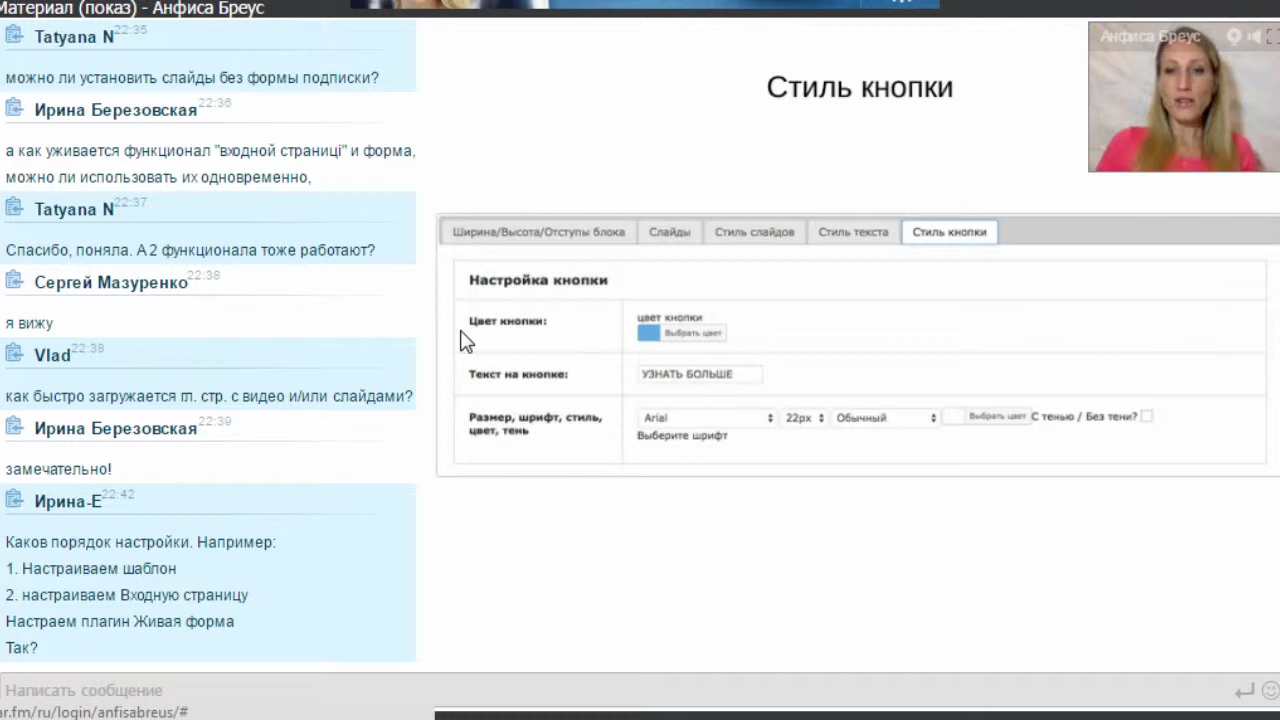 Материал (показ) - Анфиса Бреус
Tatyana N 22:35
можно ли установить слайды без формы подписки?
Ирина Березовская 22:36
а как уживается функционал "входной страниці" и форма,
можно ли использовать их одновременно,
Tatyana N 22:37
Спасибо, поняла. А 2 функционала тоже работают?
Сергей Мазуренко 22:38
я вижу
Vlad 22:38
как быстро загружается гл. стр. с видео и/или слайдами?
Ирина Березовская 22:39
замечательно!
Ирина-Е 22:42
Каков порядок настройки. Например:
1. Настраиваем шаблон
2. настраиваем Входную страницу
Настраем плагин Живая форма
Так?
Написать сообщение
ar.fm/ru/login/anfisabreus/#
Стиль кнопки
Анфиса Бреус
Ширина/Высота/Отступы блока Слайды Стиль слайдов Стиль текста Стиль кнопки
Настройка кнопки
Цвет кнопки:
цвет кнопки
Выбрать цвет
Текст на кнопке:
УЗНАТЬ БОЛЬШЕ
Размер, шрифт, стиль,
цвет, тень
Arial 22px Обычный Выбрать цвет С тенью / Без тени?
Выберите шрифт